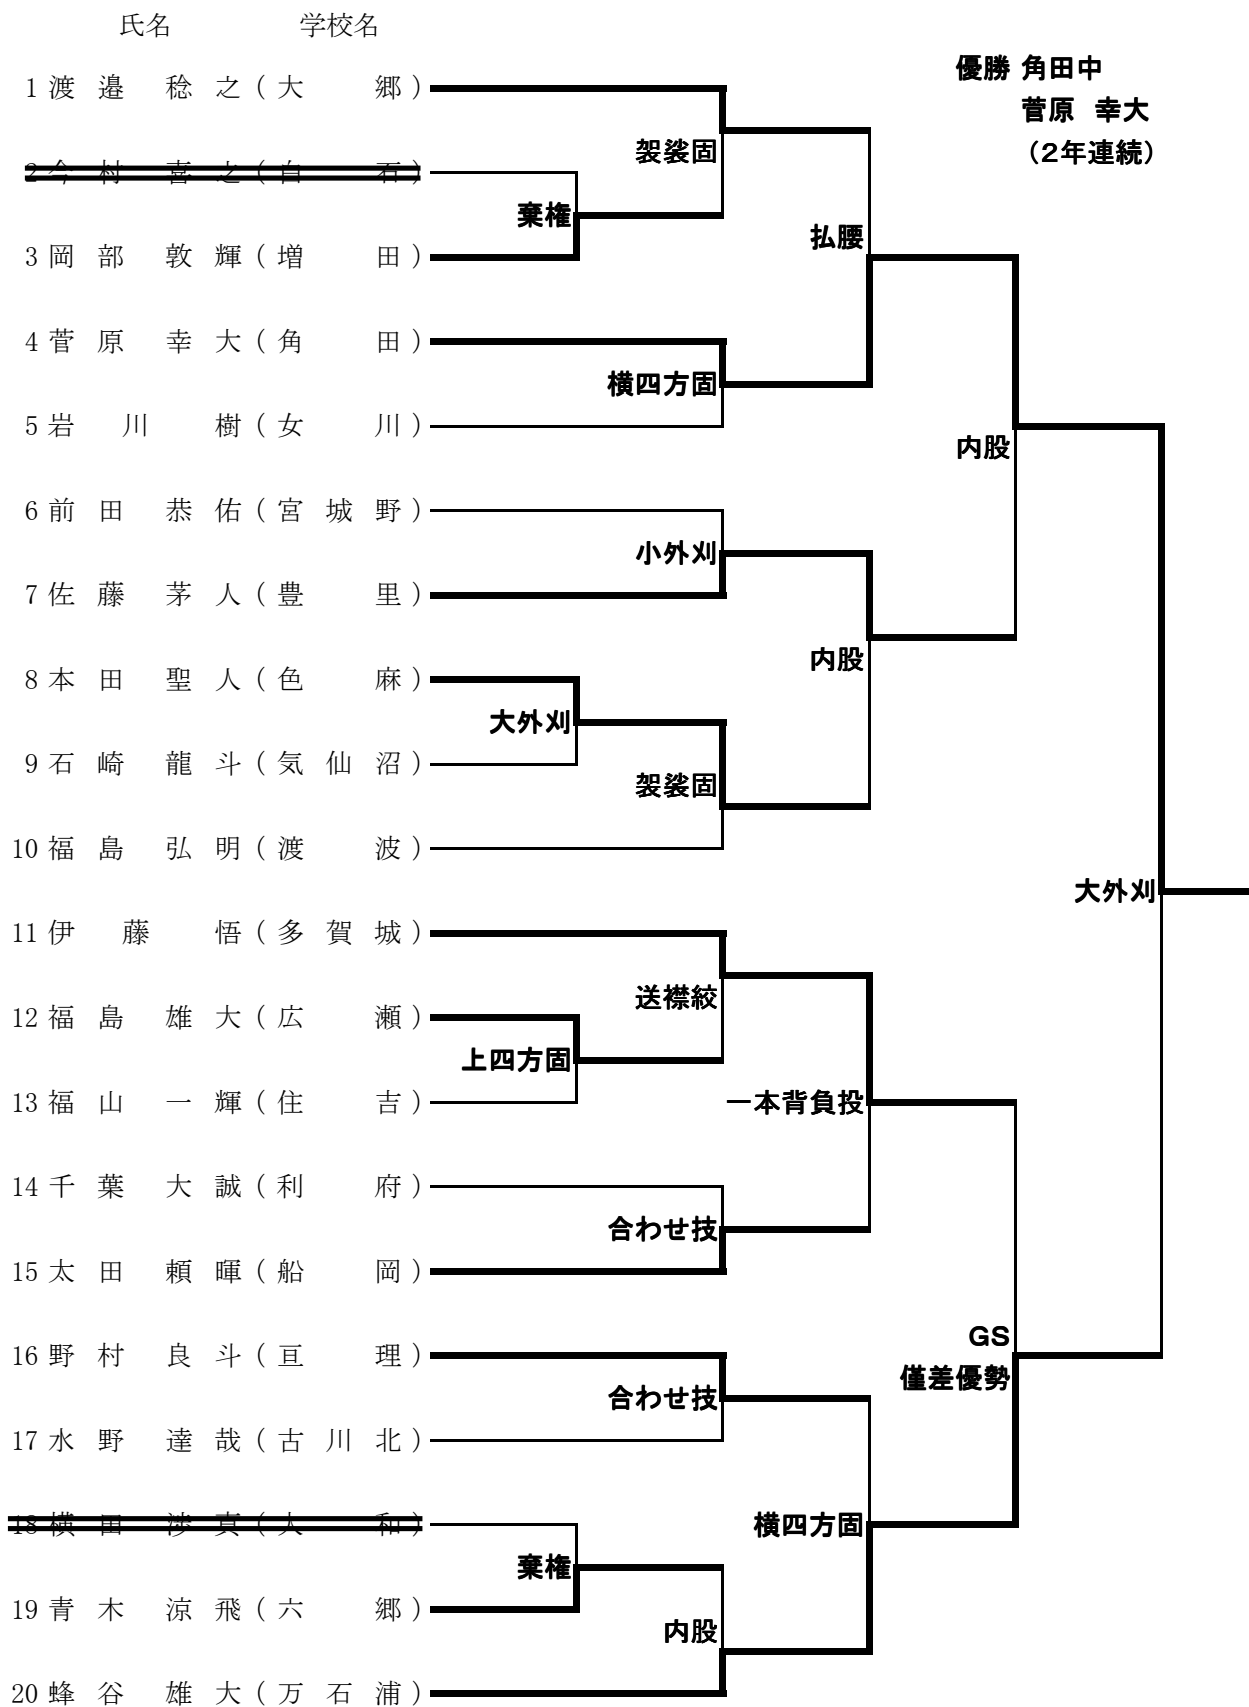 氏名 学校名
優勝 角田中
菅原 幸大
（2年連続）
1 渡邉 稔之（大郷）
袈裟固
2 今村 喜之（白石）
棄権
3 岡部 敦輝（増田）
払腰
4 菅原 幸大（角田）
横四方固
5 岩川 樹（女川）
内股
6 前田 恭佑（宮城野）
小外刈
7 佐藤 茅人（豊里）
内股
8 本田 聖人（色麻）
大外刈
9 石崎 龍斗（気仙沼）
袈裟固
10 福島 弘明（渡波）
大外刈
11 伊藤 悟（多賀城）
送襟絞
12 福島 雄大（広瀬）
上四方固
13 福山 一輝（住吉）
一本背負投
14 千葉 大誠（利府）
合わせ技
15 太田 頼暉（船岡）
GS
僅差優勢
16 野村 良斗（亘理）
合わせ技
17 水野 達哉（古川北）
横四方固
18 横田 渉真（大和）
棄権
19 青木 涼飛（六郷）
内股
20 蜂谷 雄大（万石浦）